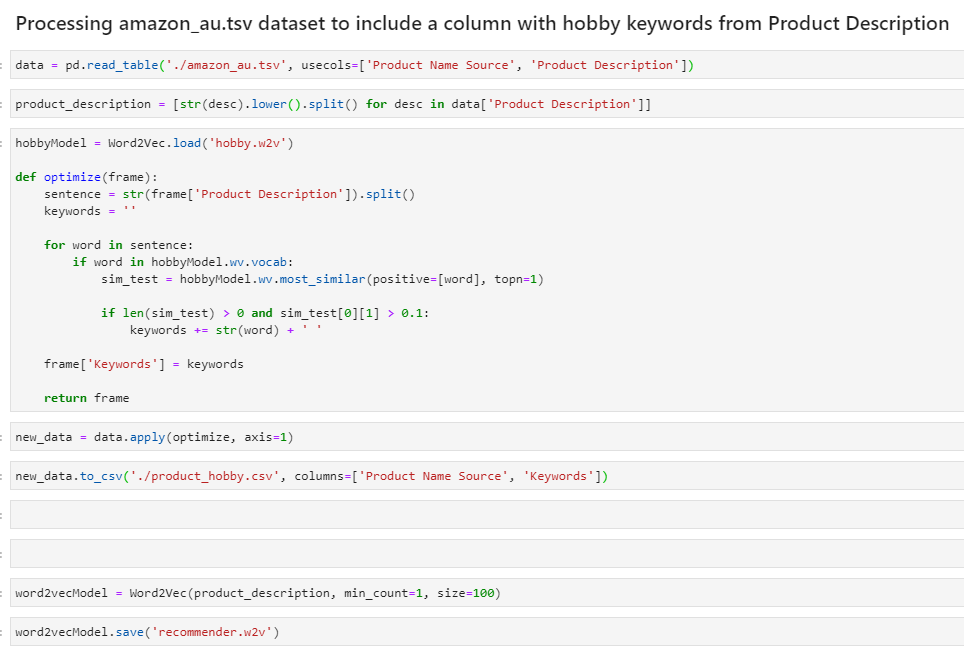 Processing amazon_au.tsv dataset to include a column with hobby keywords from Product Description
data = pd.read_table('./amazon_au.tsv', usecols=['Product Name Source', 'Product Description'])
product_description = [str(desc).lower().split() for desc in data['Product Description']]
hobbyModel = Word2Vec.load('hobby.w2v')
def optimize(frame):
    sentence = str(frame['Product Description']).split()
    keywords = ''
    for word in sentence:
        if word in hobbyModel.wv.vocab:
            sim_test = hobbyModel.wv.most_similar(positive=[word], topn=1)
            if len(sim_test) > 0 and sim_test[0][1] > 0.1:
                keywords += str(word) + ' '
    frame['Keywords'] = keywords
    return frame
new_data = data.apply(optimize, axis=1)
new_data.to_csv('./product_hobby.csv', columns=['Product Name Source', 'Keywords'])
word2vecModel = Word2Vec(product_description, min_count=1, size=100)
word2vecModel.save('recommender.w2v')